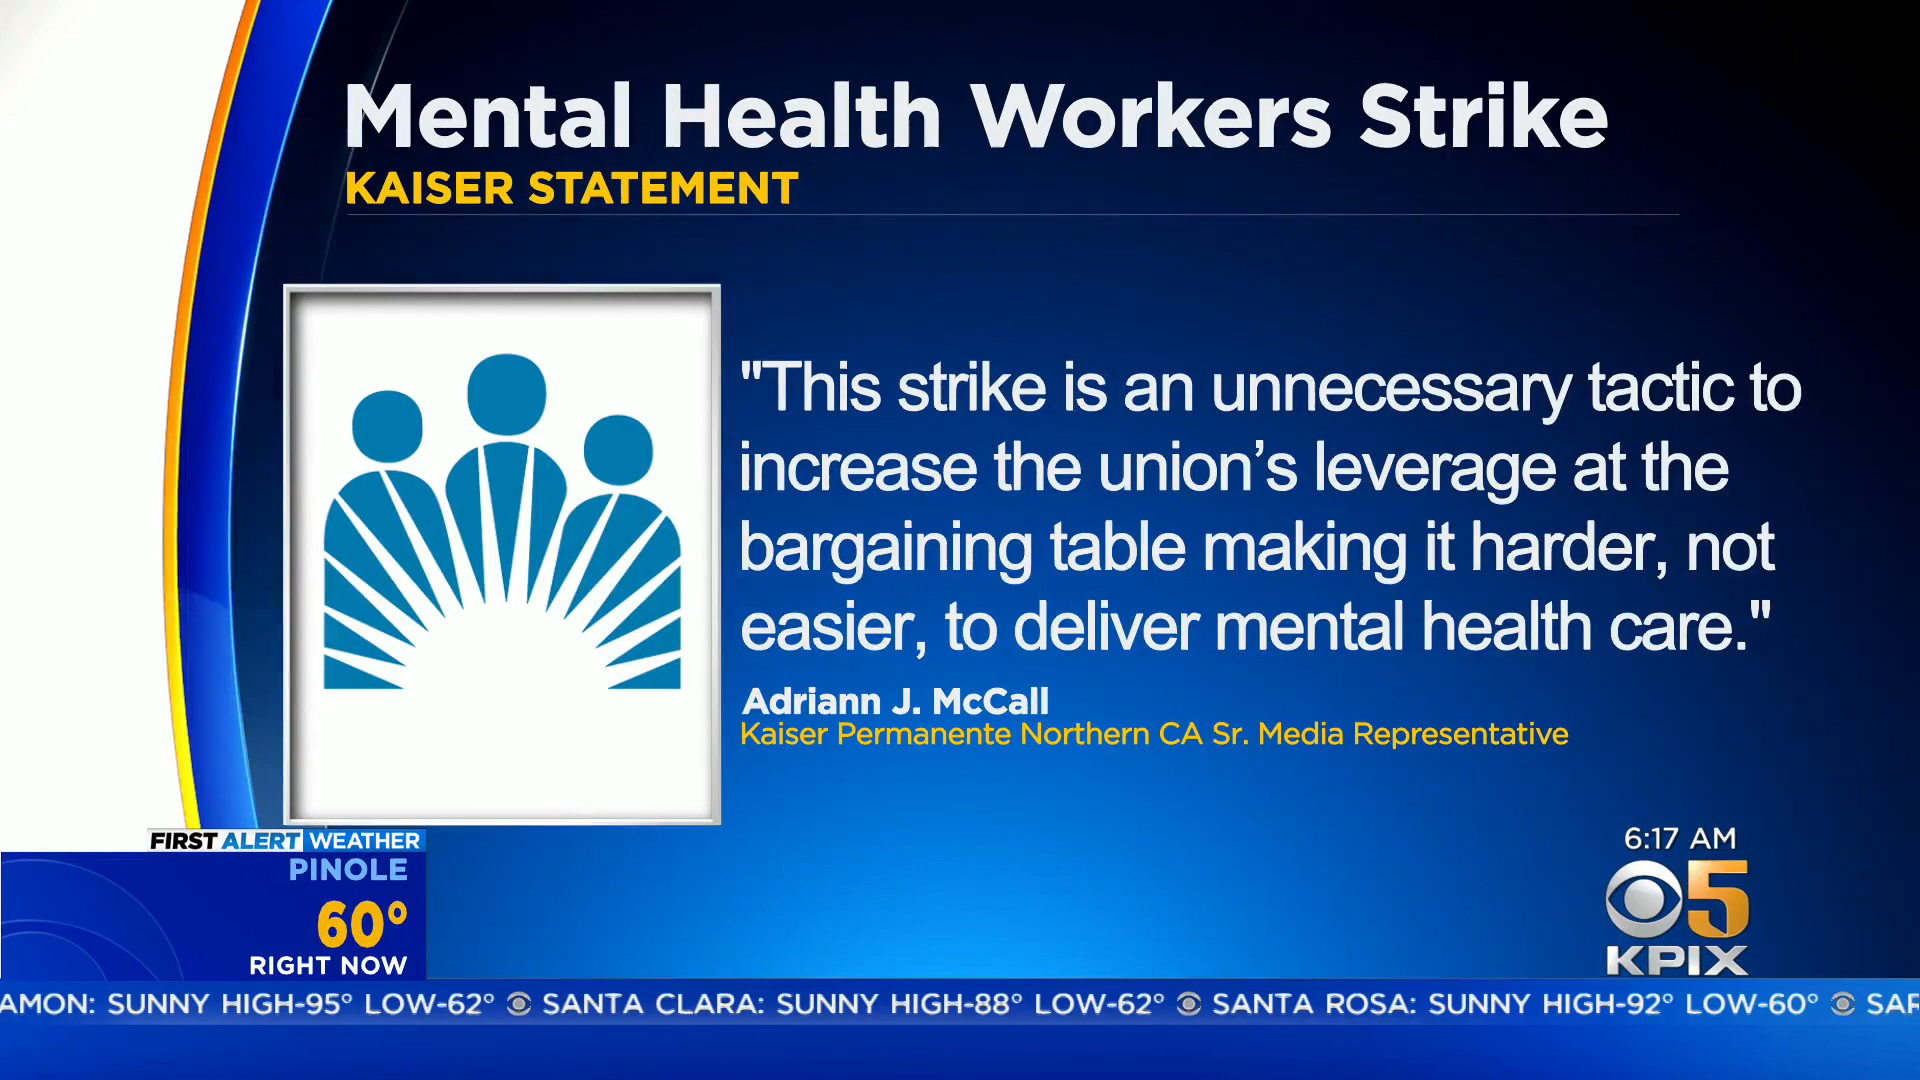 Mental Health Workers Strike
KAISER STATEMENT
"This strike is an unnecessary tactic to
increase the union’s leverage at the
bargaining table making it harder, not
easier, to deliver mental health care."
Adriann J. McCall
Kaiser Permanente Northern CA Sr. Media Representative
FIRST ALERT WEATHER
PINOLE
60°
RIGHT NOW
6:17 AM
5
KPIX
AMON: SUNNY HIGH-95° LOW-62° SANTA CLARA: SUNNY HIGH-88° LOW-62° SANTA ROSA: SUNNY HIGH-92° LOW-60° SAR